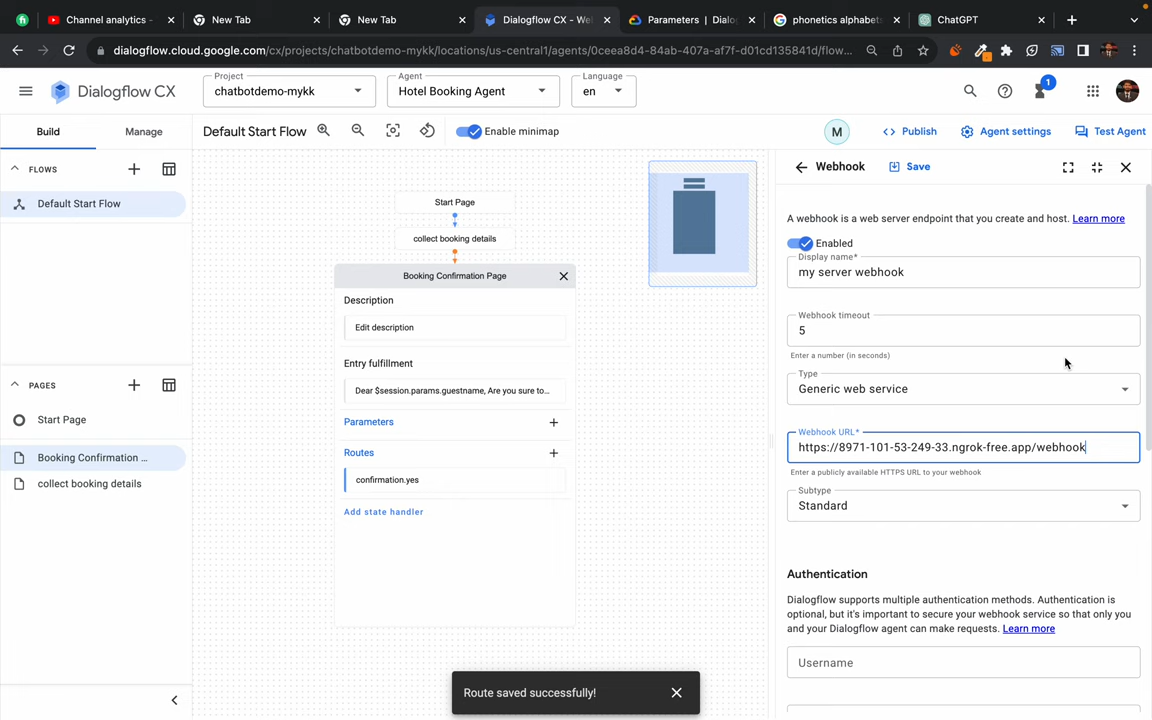 Channel analytics -
New Tab
New Tab
Dialogflow CX - We
Parameters | Dialo
phonetics alphabet
ChatGPT
dialogflow.cloud.google.com/cx/projects/chatbotdemo-mykk/locations/us-central1/agents/0ceea8d4-84ab-407a-af7f-d01cd135841d/flow...
Dialogflow CX
Project
chatbotdemo-mykk
Agent
Hotel Booking Agent
Language
en
1
Build
Manage
Default Start Flow
Enable minimap
M
Publish
Agent settings
Test Agent
FLOWS
Default Start Flow
PAGES
Start Page
Booking Confirmation ...
collect booking details
Start Page
collect booking details
Booking Confirmation Page
Description
Edit description
Entry fulfillment
Dear $session.params.guestname, Are you sure to...
Parameters
Routes
confirmation.yes
Add state handler
Webhook
Save
A webhook is a web server endpoint that you create and host. Learn more
Enabled
Display name*
my server webhook
Webhook timeout
5
Enter a number (in seconds)
Type
Generic web service
Webhook URL*
https://8971-101-53-249-33.ngrok-free.app/webhook
Enter a publicly available HTTPS URL to your webhook
Subtype
Standard
Authentication
Dialogflow supports multiple authentication methods. Authentication is
optional, but it's important to secure your webhook service so that only you
and your Dialogflow agent can make requests. Learn more
Username
Route saved successfully!